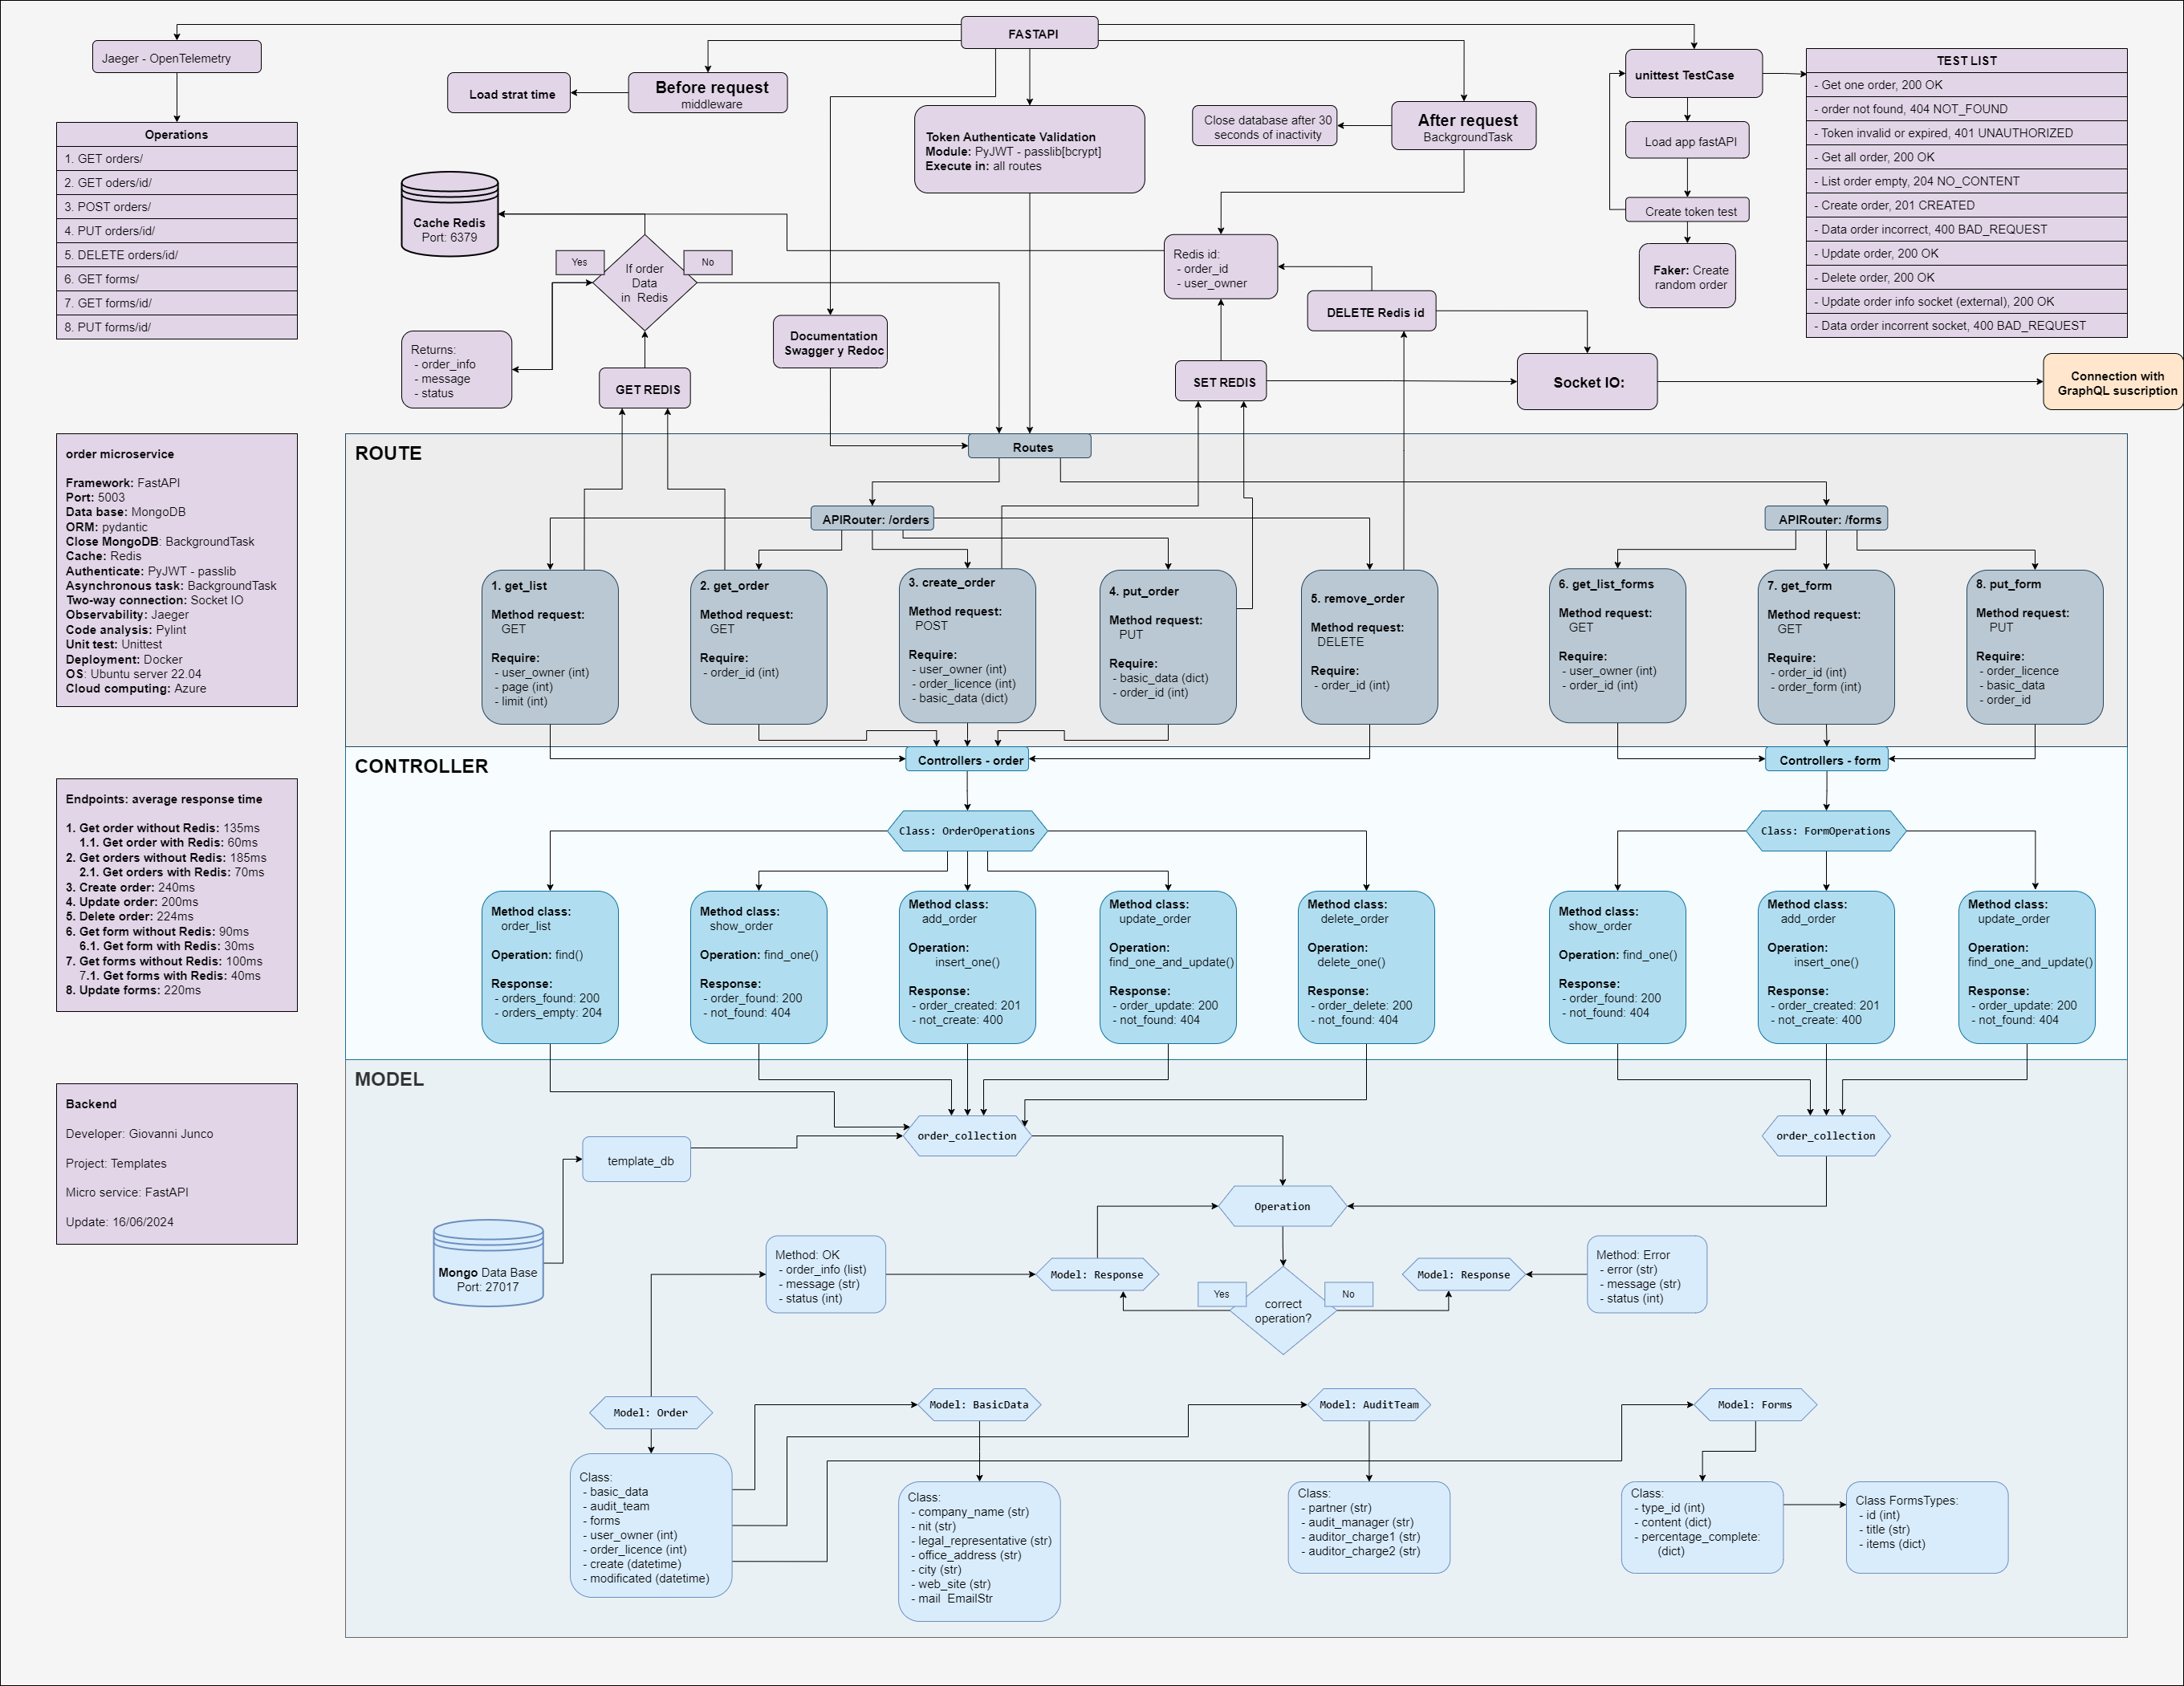 FASTAPI
Jaeger - OpenTelemetry
Operations
1. GET orders/
2. GET oders/id/
3. POST orders/
4. PUT orders/id/
5. DELETE orders/id/
6. GET forms/
7. GET forms/id/
8. PUT forms/id/
Load strat time
Before request
middleware
Token Authenticate Validation
Module: PyJWT - passlib[bcrypt]
Execute in: all routes
Close database after 30
seconds of inactivity
After request
BackgroundTask
unittest TestCase
Load app fastAPI
Create token test
Faker: Create
random order
TEST LIST
- Get one order, 200 OK
- order not found, 404 NOT_FOUND
- Token invalid or expired, 401 UNAUTHORIZED
- Get all order, 200 OK
- List order empty, 204 NO_CONTENT
- Create order, 201 CREATED
- Data order incorrect, 400 BAD_REQUEST
- Update order, 200 OK
- Delete order, 200 OK
- Update order info socket (external), 200 OK
- Data order incorrent socket, 400 BAD_REQUEST
Cache Redis
Port: 6379
Yes
No
If order
Data
in Redis
Returns:
- order_info
- message
- status
GET REDIS
Documentation
Swagger y Redoc
Redis id:
- order_id
- user_owner
DELETE Redis id
SET REDIS
Socket IO:
Connection with
GraphQL suscription
order microservice
Framework: FastAPI
Port: 5003
Data base: MongoDB
ORM: pydantic
Close MongoDB: BackgroundTask
Cache: Redis
Authenticate: PyJWT - passlib
Asynchronous task: BackgroundTask
Two-way connection: Socket IO
Observability: Jaeger
Code analysis: Pylint
Unit test: Unittest
Deployment: Docker
OS: Ubuntu server 22.04
Cloud computing: Azure
ROUTE
Routes
APIRouter: /orders
APIRouter: /forms
1. get_list
Method request:
GET
Require:
- user_owner (int)
- page (int)
- limit (int)
2. get_order
Method request:
GET
Require:
- order_id (int)
3. create_order
Method request:
POST
Require:
- user_owner (int)
- order_licence (int)
- basic_data (dict)
4. put_order
Method request:
PUT
Require:
- basic_data (dict)
- order_id (int)
5. remove_order
Method request:
DELETE
Require:
- order_id (int)
6. get_list_forms
Method request:
GET
Require:
- user_owner (int)
- order_id (int)
7. get_form
Method request:
GET
Require:
- order_id (int)
- order_form (int)
8. put_form
Method request:
PUT
Require:
- order_licence
- basic_data
- order_id
Endpoints: average response time
1. Get order without Redis: 135ms
1.1. Get order with Redis: 60ms
2. Get orders without Redis: 185ms
2.1. Get orders with Redis: 70ms
3. Create order: 240ms
4. Update order: 200ms
5. Delete order: 224ms
6. Get form without Redis: 90ms
6.1. Get form with Redis: 30ms
7. Get forms without Redis: 100ms
7.1. Get forms with Redis: 40ms
8. Update forms: 220ms
CONTROLLER
Controllers - order
Controllers - form
Class: OrderOperations
Class: FormOperations
Method class:
order_list
Operation: find()
Response:
- orders_found: 200
- orders_empty: 204
Method class:
show_order
Operation: find_one()
Response:
- order_found: 200
- not_found: 404
Method class:
add_order
Operation:
insert_one()
Response:
- order_created: 201
- not_create: 400
Method class:
update_order
Operation:
find_one_and_update()
Response:
- order_update: 200
- not_found: 404
Method class:
delete_order
Operation:
delete_one()
Response:
- order_delete: 200
- not_found: 404
Method class:
show_order
Operation: find_one()
Response:
- order_found: 200
- not_found: 404
Method class:
add_order
Operation:
insert_one()
Response:
- order_created: 201
- not_create: 400
Method class:
update_order
Operation:
find_one_and_update()
Response:
- order_update: 200
- not_found: 404
Backend
Developer: Giovanni Junco
Project: Templates
Micro service: FastAPI
Update: 16/06/2024
MODEL
order_collection
order_collection
template_db
Mongo Data Base
Port: 27017
Operation
Method: OK
- order_info (list)
- message (str)
- status (int)
Model: Response
Yes
No
correct
operation?
Model: Response
Method: Error
- error (str)
- message (str)
- status (int)
Model: Order
Model: BasicData
Model: AuditTeam
Model: Forms
Class:
- basic_data
- audit_team
- forms
- user_owner (int)
- order_licence (int)
- create (datetime)
- modificated (datetime)
Class:
- company_name (str)
- nit (str)
- legal_representative (str)
- office_address (str)
- city (str)
- web_site (str)
- mail EmailStr
Class:
- partner (str)
- audit_manager (str)
- auditor_charge1 (str)
- auditor_charge2 (str)
Class:
- type_id (int)
- content (dict)
- percentage_complete:
(dict)
Class FormsTypes:
- id (int)
- title (str)
- items (dict)